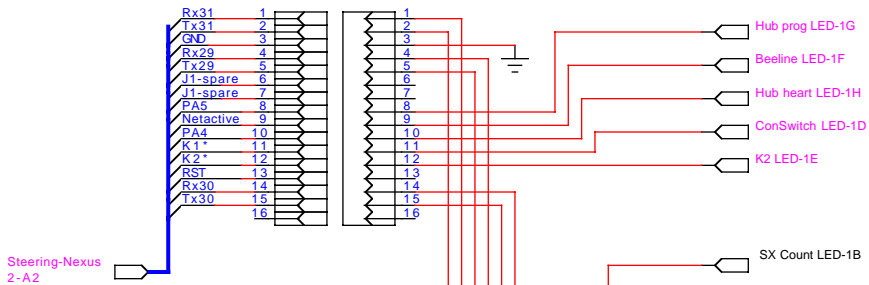 Rx31 1 1
Tx31 2 2
GND 3 3
Rx29 4 4
Tx29 5 5
J1-spare 6 6
J1-spare 7 7
PA5 8 8
Netactive 9 9
PA4 10 10
K1* 11 11
K2* 12 12
RST 13 13
Rx30 14 14
Tx30 15 15
16 16
Hub prog LED-1G
Beeline LED-1F
Hub heart LED-1H
ConSwitch LED-1D
K2 LED-1E
Steering-Nexus
2-A2
SX Count LED-1B